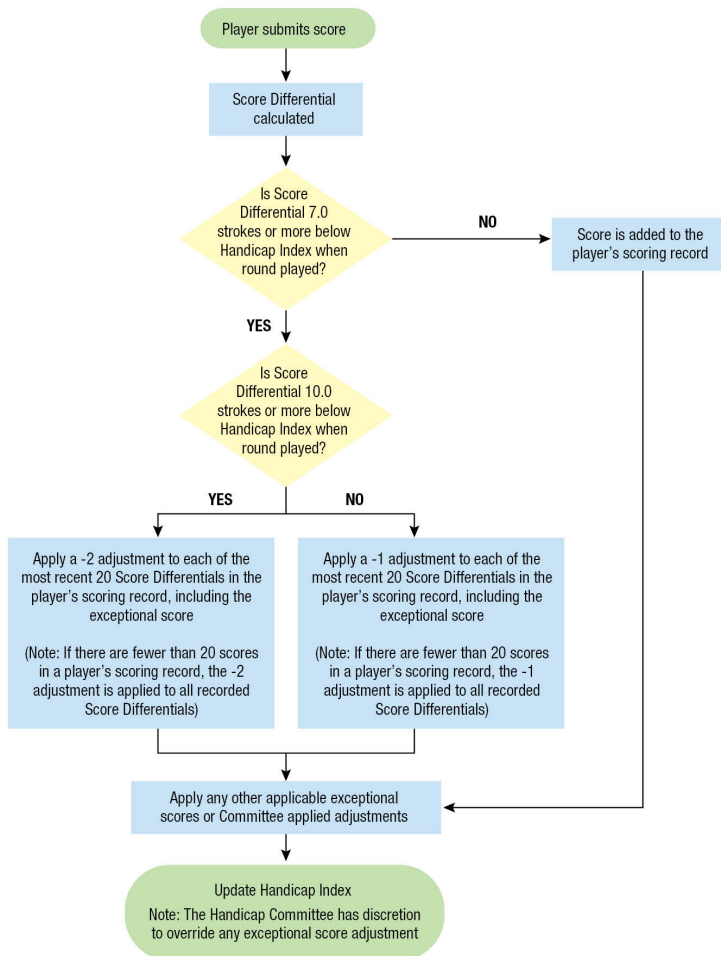 Player submits score
Score Differential
calculated
Is Score
Differential 7.0
strokes or more below
Handicap Index when
round played?
NO
Score is added to the
player’s scoring record
YES
Is Score
Differential 10.0
strokes or more below
Handicap Index when
round played?
YES
NO
Apply a -2 adjustment to each of the
most recent 20 Score Differentials in the
player’s scoring record, including the
exceptional score
(Note: If there are fewer than 20 scores
in a player’s scoring record, the -2
adjustment is applied to all recorded
Score Differentials)
Apply a -1 adjustment to each of the
most recent 20 Score Differentials in the
player’s scoring record, including the
exceptional score
(Note: If there are fewer than 20 scores
in a player’s scoring record, the -1
adjustment is applied to all recorded
Score Differentials)
Apply any other applicable exceptional
scores or Committee applied adjustments
Update Handicap Index
Note: The Handicap Committee has discretion
to override any exceptional score adjustment